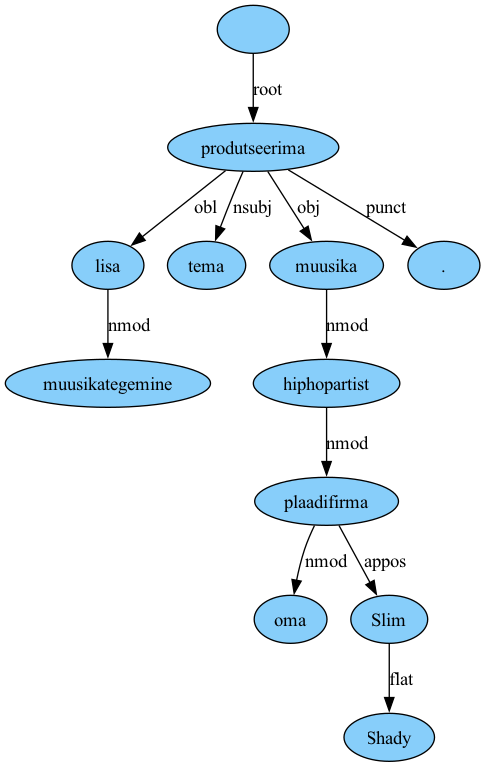 root
produtseerima
obl nsubj obj punct
lisa tema muusika .
nmod nmod
muusikategemine hiphopartist
nmod
plaadifirma
nmod appos
oma Slim
flat
Shady